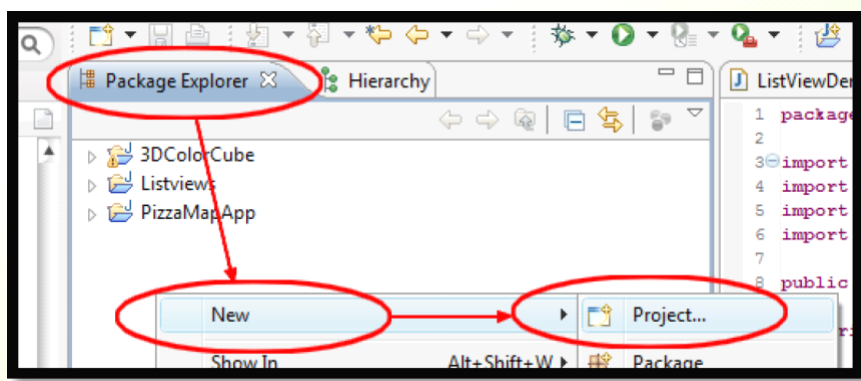 Package Explorer Hierarchy
ListViewDer
3DColorCube
Listviews
PizzaMapApp
1 package
2
3 import
4 import
5 import
6 import
7
8 public
New Project...
Show In Alt+Shift+W Package